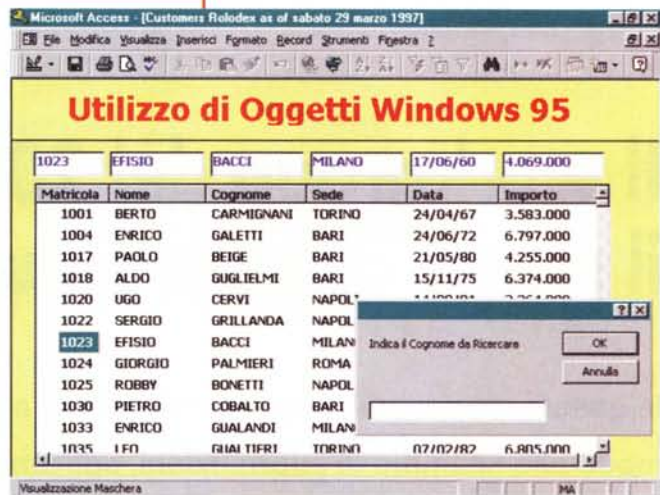 Microsoft Access - [Customers Rolodex as of sabato 29 marzo 1997]
File Modifica Visualizza Inserisci Formato Record Strumenti Finestra ?
Utilizzo di Oggetti Windows 95
1023 EFISIO BACCI MILANO 17/06/60 4.069.000
Matricola Nome Cognome Sede Data Importo
1001 BERTO CARMIGNANI TORINO 24/04/67 3.583.000
1004 ENRICO GALETTI BARI 24/06/72 6.797.000
1017 PAOLO BEIGE BARI 21/05/80 4.255.000
1018 ALDO GUGLIELMI BARI 15/11/75 6.374.000
1020 UGO CERVI NAPOL
1022 SERGIO GRILLANDA NAPOL
1023 EFISIO BACCI MILAN
1024 GIORGIO PALMIERI ROMA
1025 ROBBY BONETTI NAPOL
1030 PIETRO COBALTO BARI
1033 ENRICO GUALANDI MILAN
1035 LEO GUALTIERI TORINO 07/02/82 6.805.000
Indica il Cognome da Ricercare
OK
Annulla
Visualizzazione Maschera MA